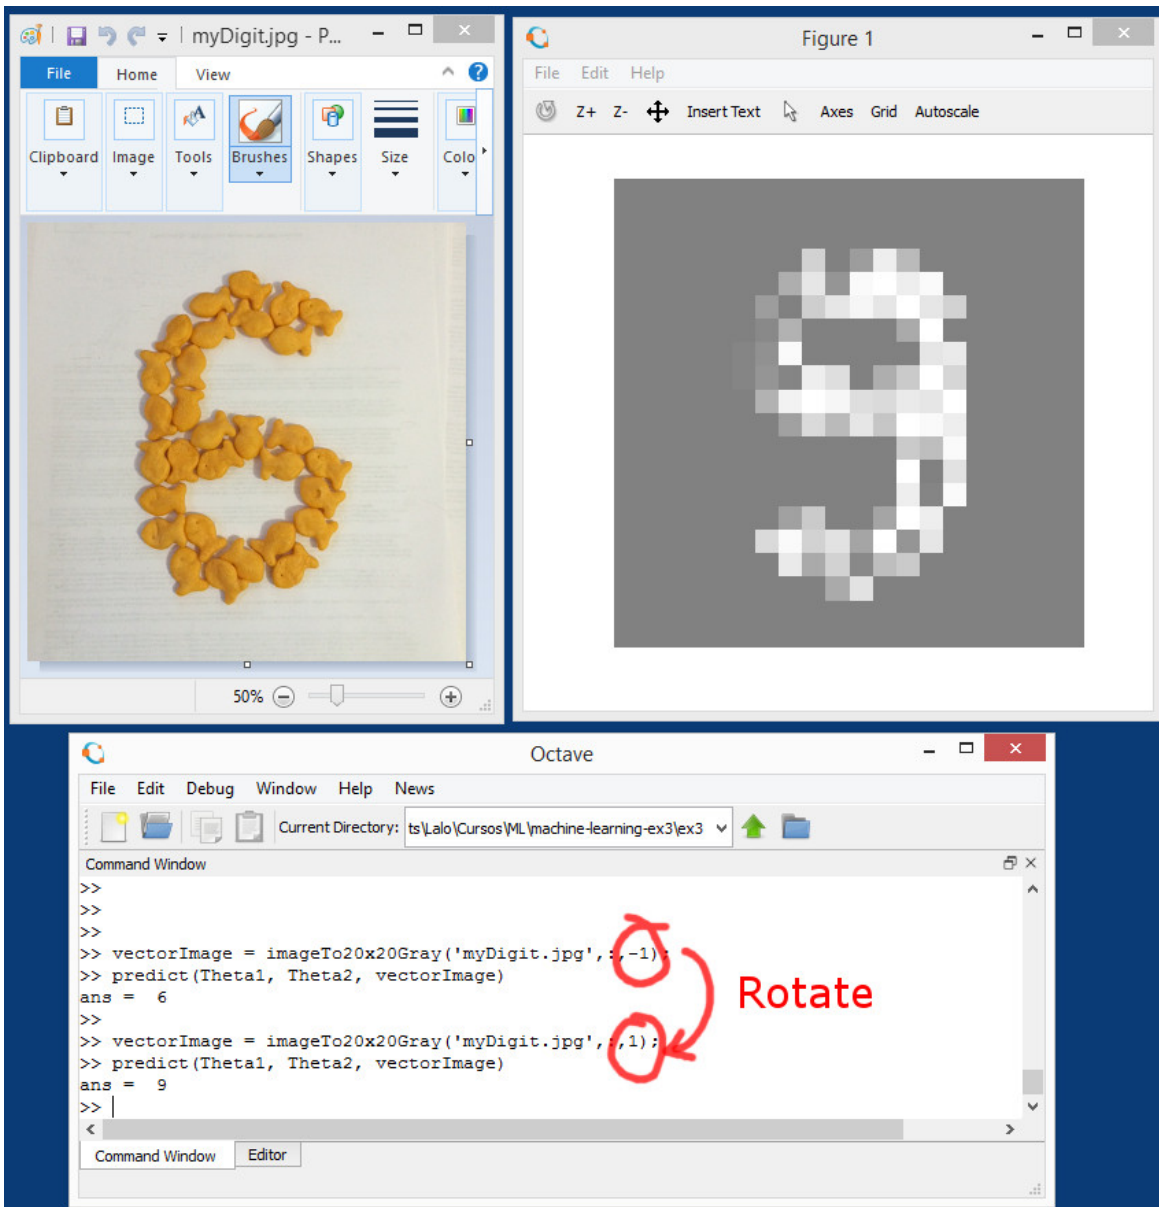 myDigit.jpg - P...
File Home View
Clipboard Image Tools Brushes Shapes Size Colo
50%
Figure 1
File Edit Help
Z+ Z- Insert Text Axes Grid Autoscale
Octave
File Edit Debug Window Help News
Current Directory: ts\Lalo\Cursos\ML\machine-learning-ex3\ex3
Command Window
>>
>>
>>
>> vectorImage = imageTo20x20Gray('myDigit.jpg',:,-1);
>> predict(Theta1, Theta2, vectorImage)
ans = 6
>>
>> vectorImage = imageTo20x20Gray('myDigit.jpg',:,1);
>> predict(Theta1, Theta2, vectorImage)
ans = 9
>>
Rotate
Command Window Editor